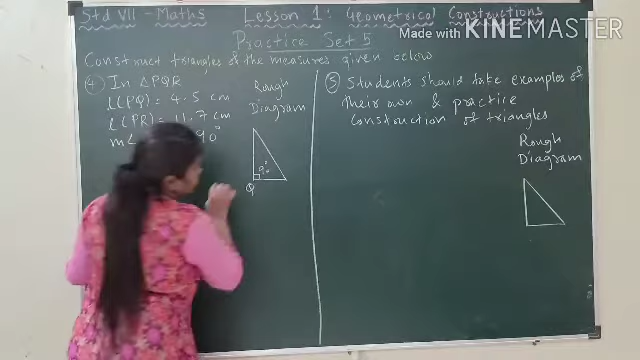 Std VII - Maths Lesson 1: Geometrical Constructions
Made with KINEMASTER
Practice Set 5
Construct triangles of the measures given below
④ In △PQR
l(PQ) = 4.5 cm
l(PR) = 11.7 cm
m∠ 90°
Rough
Diagram
90°
Q
⑤ Students should take examples of
their own & practice
construction of triangles
Rough
Diagram